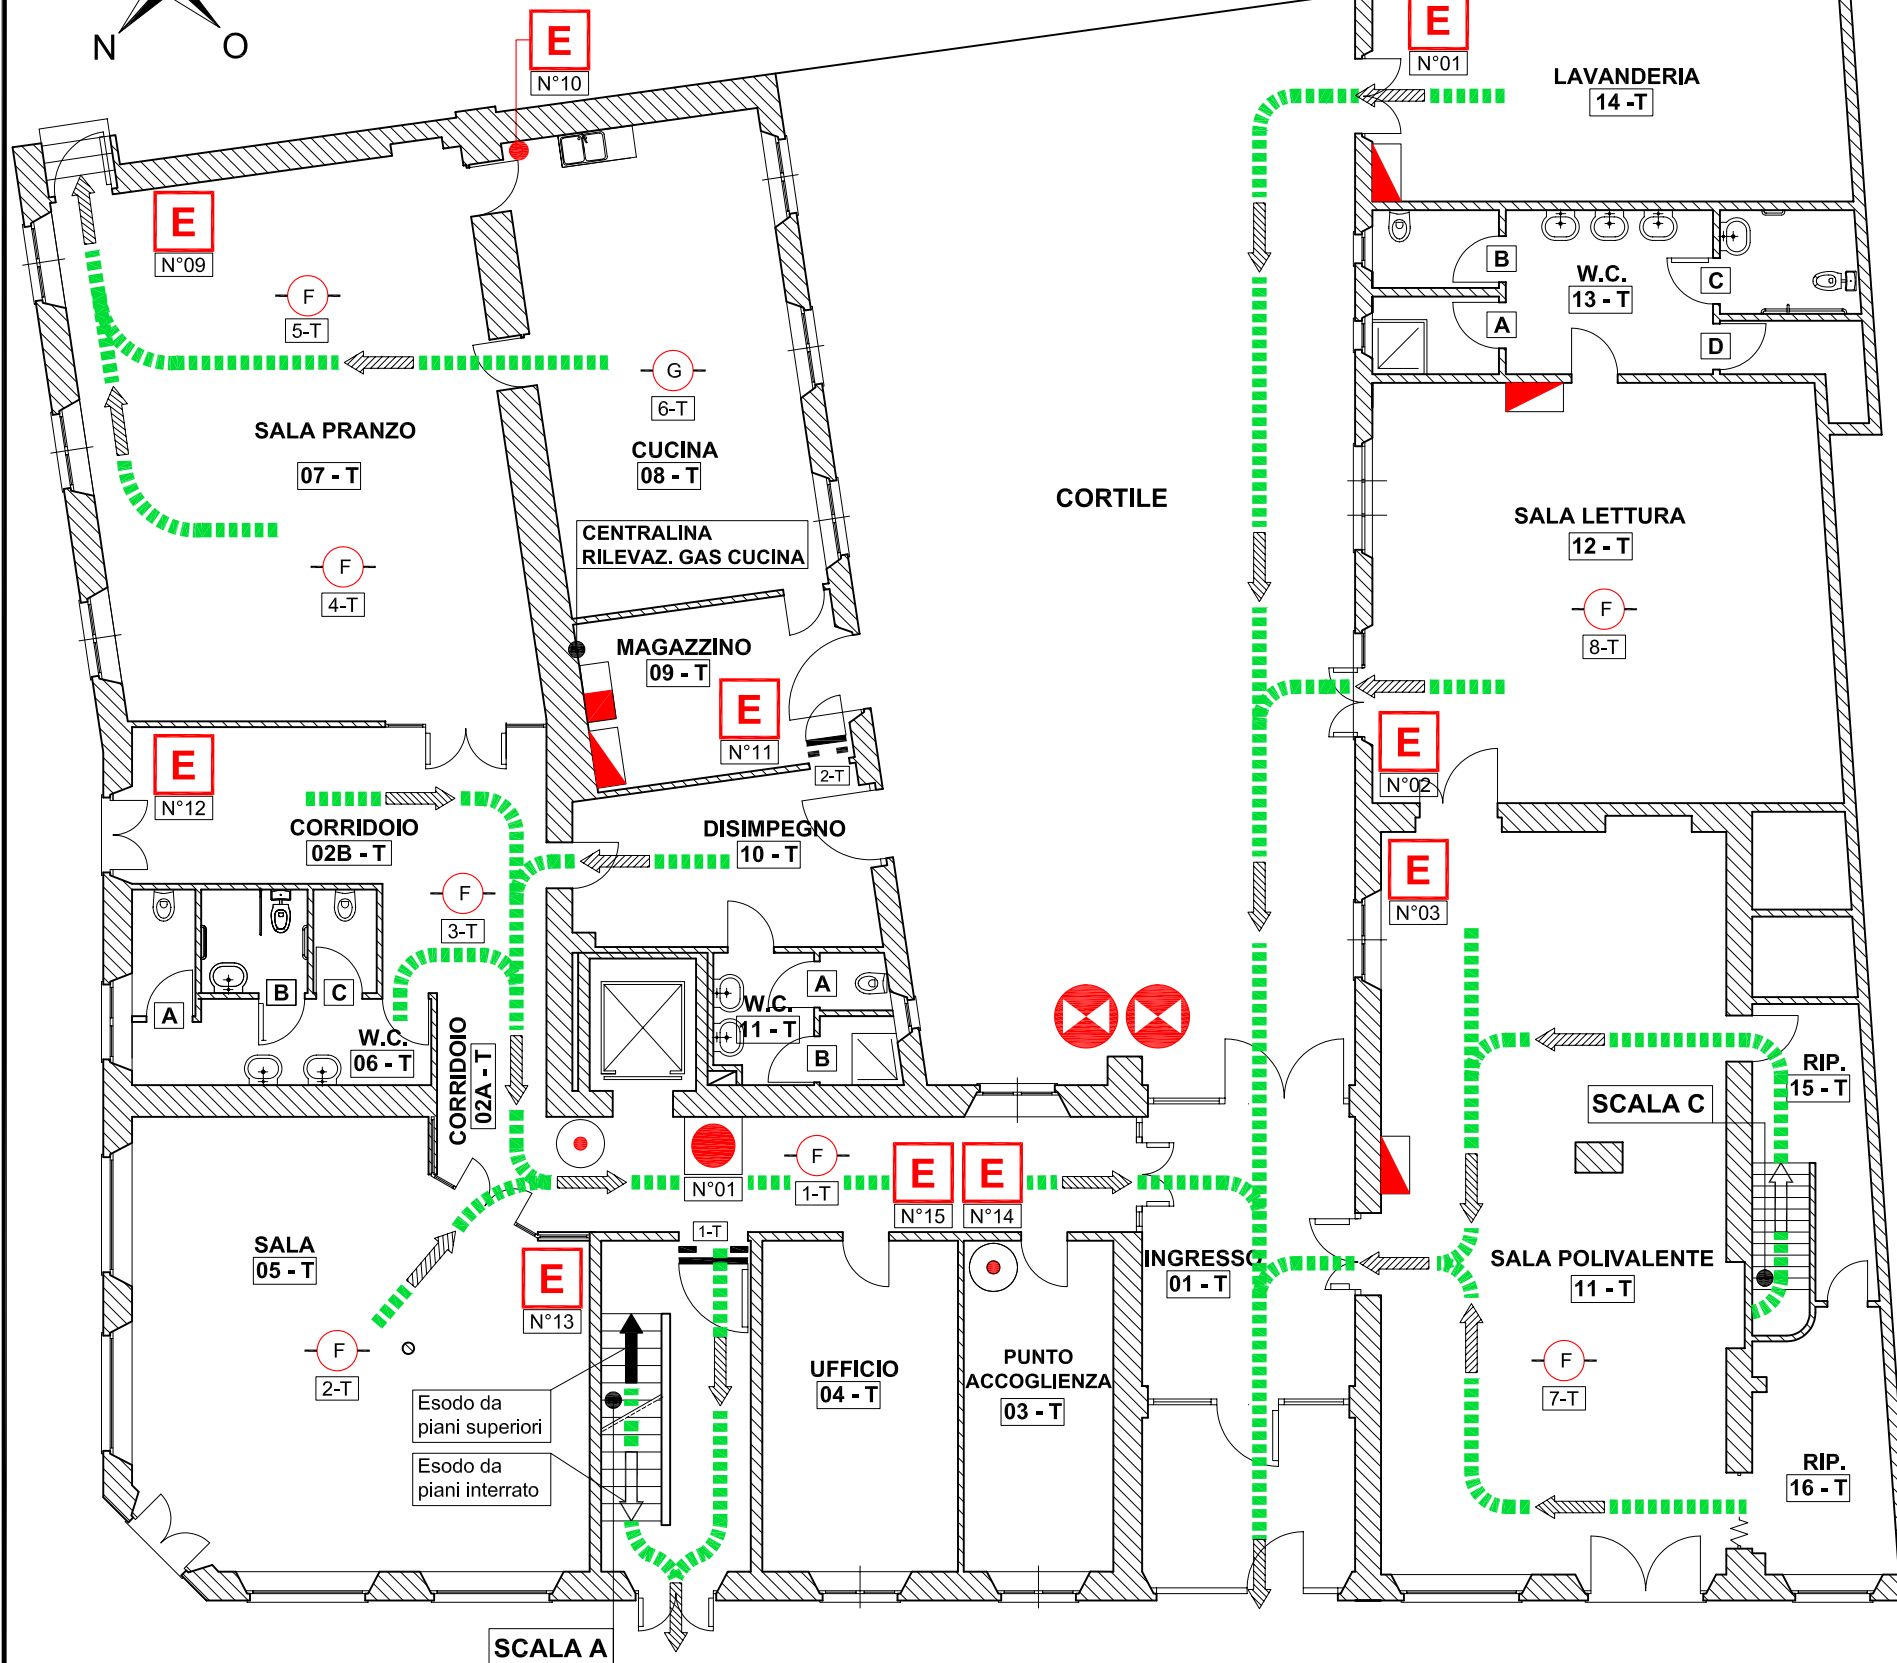 N
O
E
N°10
E
N°01
LAVANDERIA
14 -T
E
N°09
F
5-T
G
6-T
SALA PRANZO
07 - T
CUCINA
08 - T
B
W.C.
13 - T
C
A
D
CORTILE
SALA LETTURA
12 - T
CENTRALINA
RILEVAZ. GAS CUCINA
F
4-T
F
8-T
MAGAZZINO
09 - T
E
N°11
2-T
E
N°12
E
N°02
CORRIDOIO
02B - T
DISIMPEGNO
10 - T
F
3-T
E
N°03
A
B
C
W.C.
06 - T
CORRIDOIO
02A - T
A
W.C.
11 - T
B
RIP.
15 - T
SCALA C
N°01
F
1-T
E
N°15
E
N°14
1-T
SALA
05 - T
E
N°13
INGRESSO
01 - T
SALA POLIVALENTE
11 - T
F
2-T
UFFICIO
04 - T
PUNTO
ACCOGLIENZA
03 - T
F
7-T
Esodo da
piani superiori
Esodo da
piani interrato
RIP.
16 - T
SCALA A